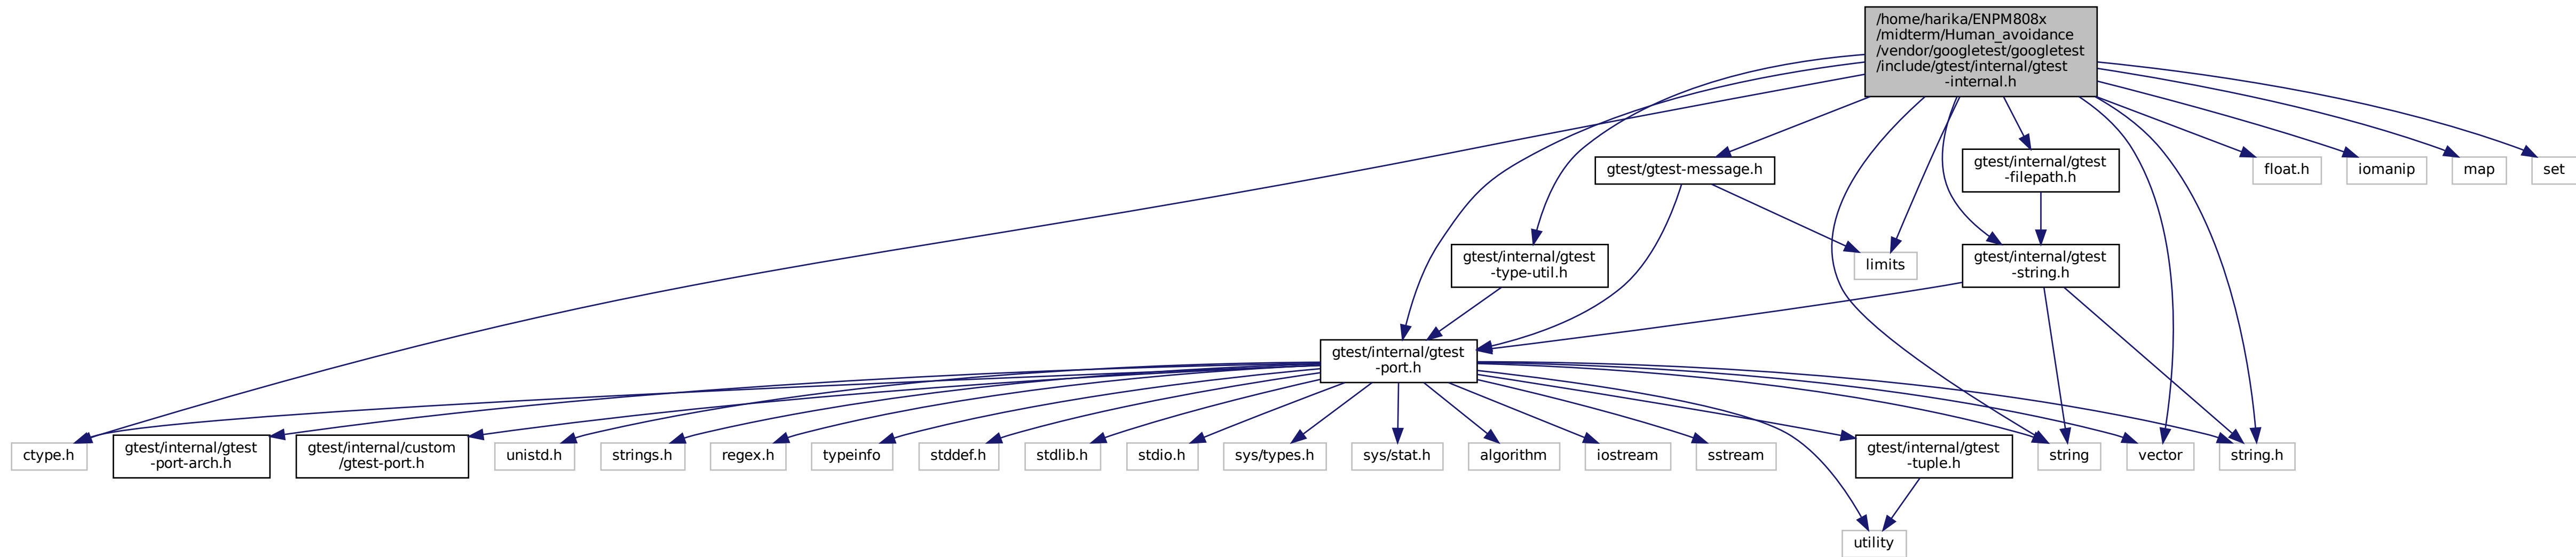 /home/harika/ENPM808x
/midterm/Human_avoidance
/vendor/googletest/googletest
/include/gtest/internal/gtest
-internal.h
gtest/gtest-message.h
gtest/internal/gtest
-filepath.h
float.h
iomanip
map
set
gtest/internal/gtest
-type-util.h
limits
gtest/internal/gtest
-string.h
gtest/internal/gtest
-port.h
ctype.h
gtest/internal/gtest
-port-arch.h
gtest/internal/custom
/gtest-port.h
unistd.h
strings.h
regex.h
typeinfo
stddef.h
stdlib.h
stdio.h
sys/types.h
sys/stat.h
algorithm
iostream
sstream
gtest/internal/gtest
-tuple.h
string
vector
string.h
utility